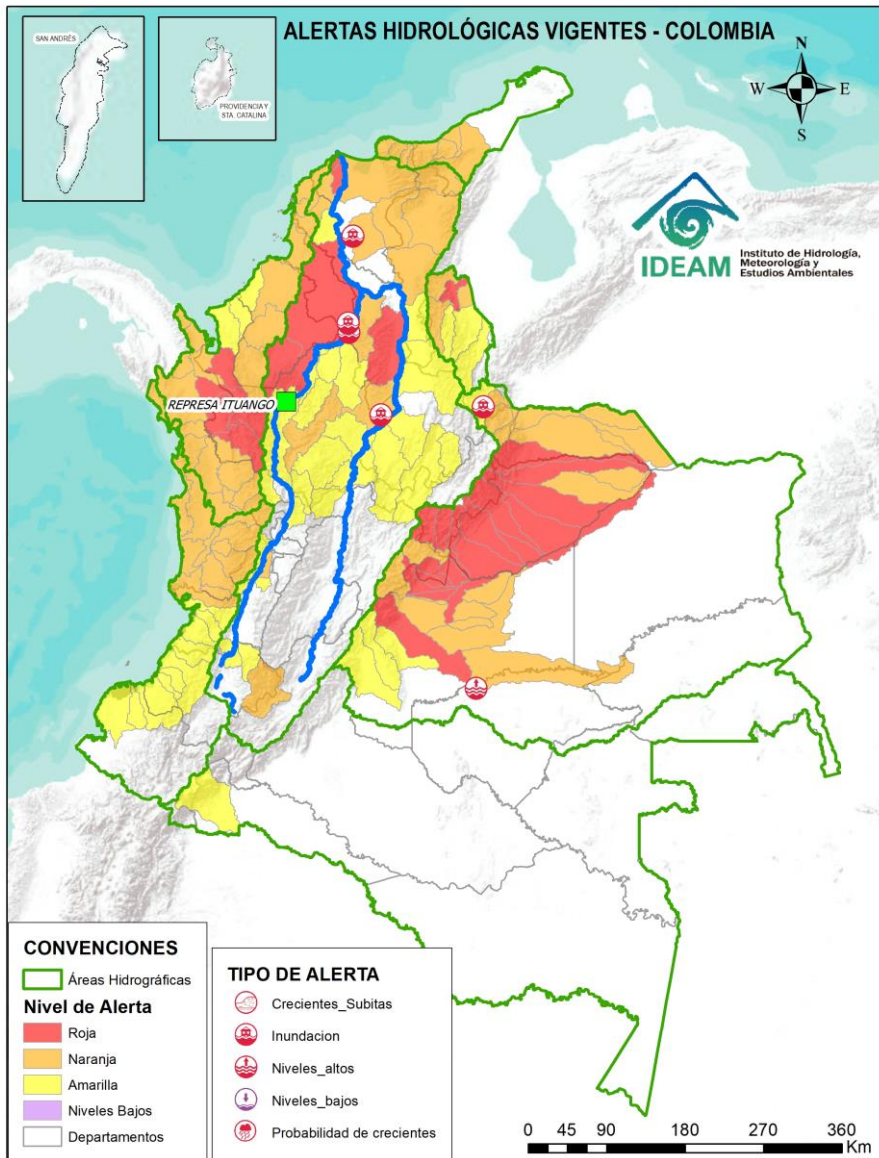 ALERTAS HIDROLÓGICAS VIGENTES - COLOMBIA
SAN ANDRÉS
PROVIDENCIA Y
STA. CATALINA
N
W E
S
IDEAM
Instituto de Hidrología,
Meteorología y
Estudios Ambientales
REPRESA ITUANGO
CONVENCIONES
Áreas Hidrográficas
Nivel de Alerta
Roja
Naranja
Amarilla
Niveles Bajos
Departamentos
TIPO DE ALERTA
Crecientes_Subitas
Inundacion
Niveles_altos
Niveles_bajos
Probabilidad de crecientes
0 45 90 180 270 360
Km